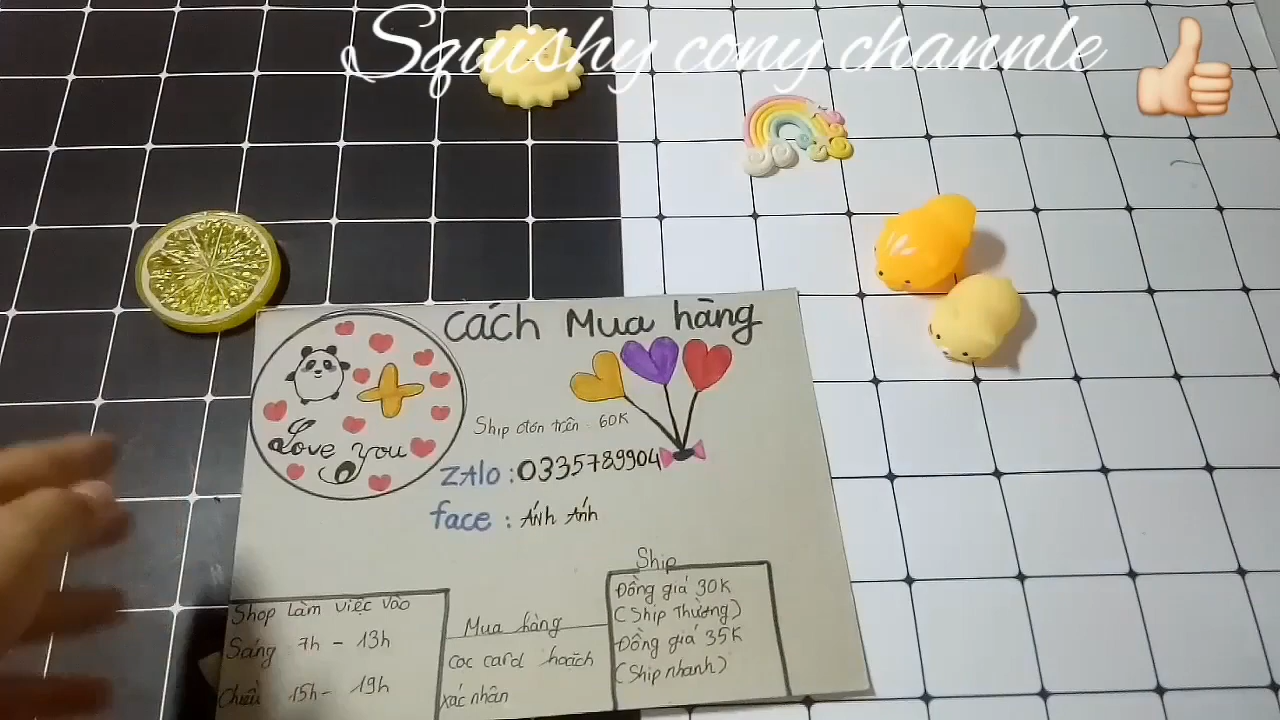 Squishy cony channle
Cách Mua hàng
Ship đơn trên 60K
Love you
zalo : 0335789904
face : Ánh Ánh
Ship
Đồng giá 30K
(Ship Thường)
Đồng giá 35K
(Ship nhanh)
Shop Làm việc vào
Sáng 7h - 13h
Chiều 15h - 19h
Mua hàng
cọc card hoặch
xác nhân